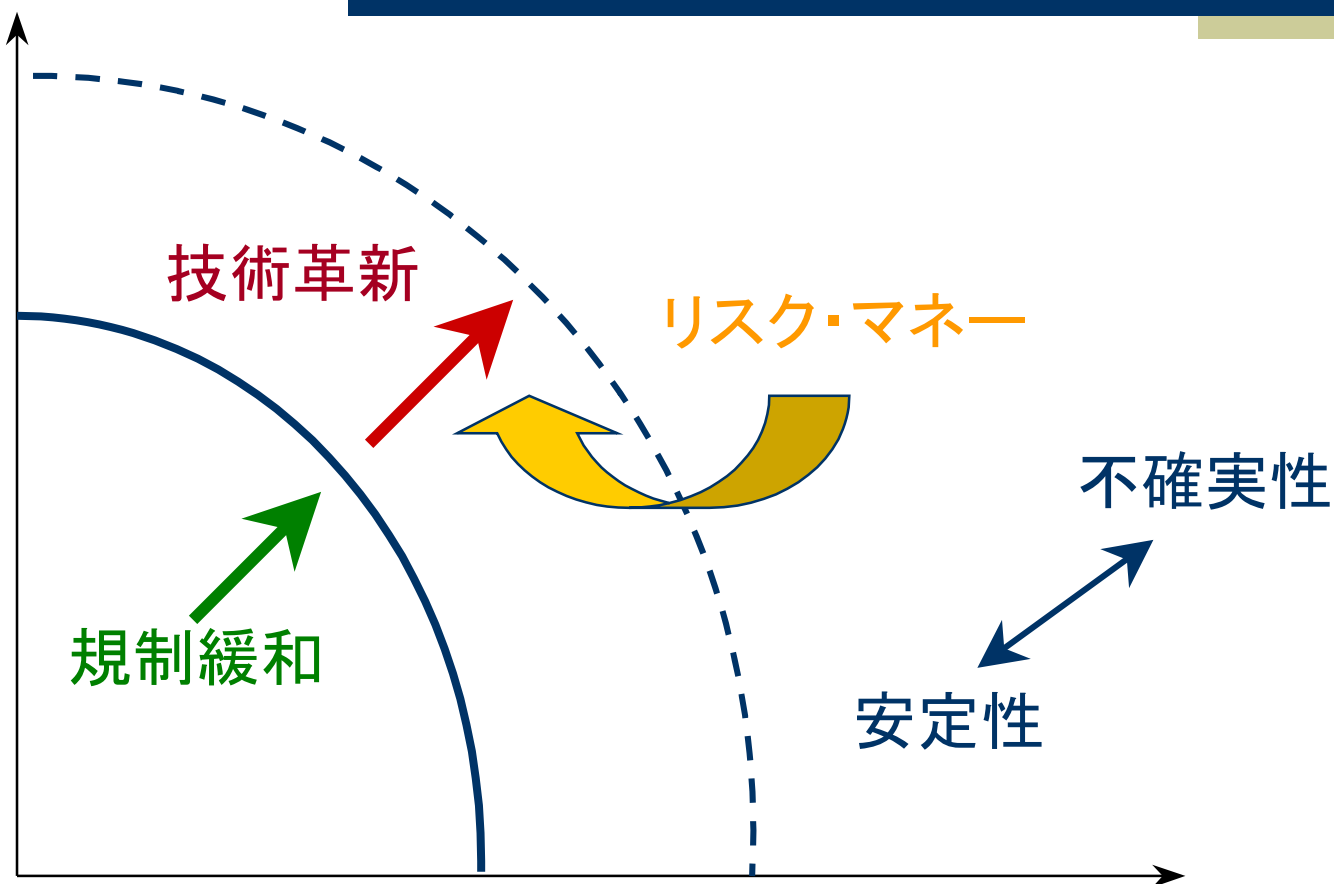 技術革新
リスク・マネー
不確実性
規制緩和
安定性